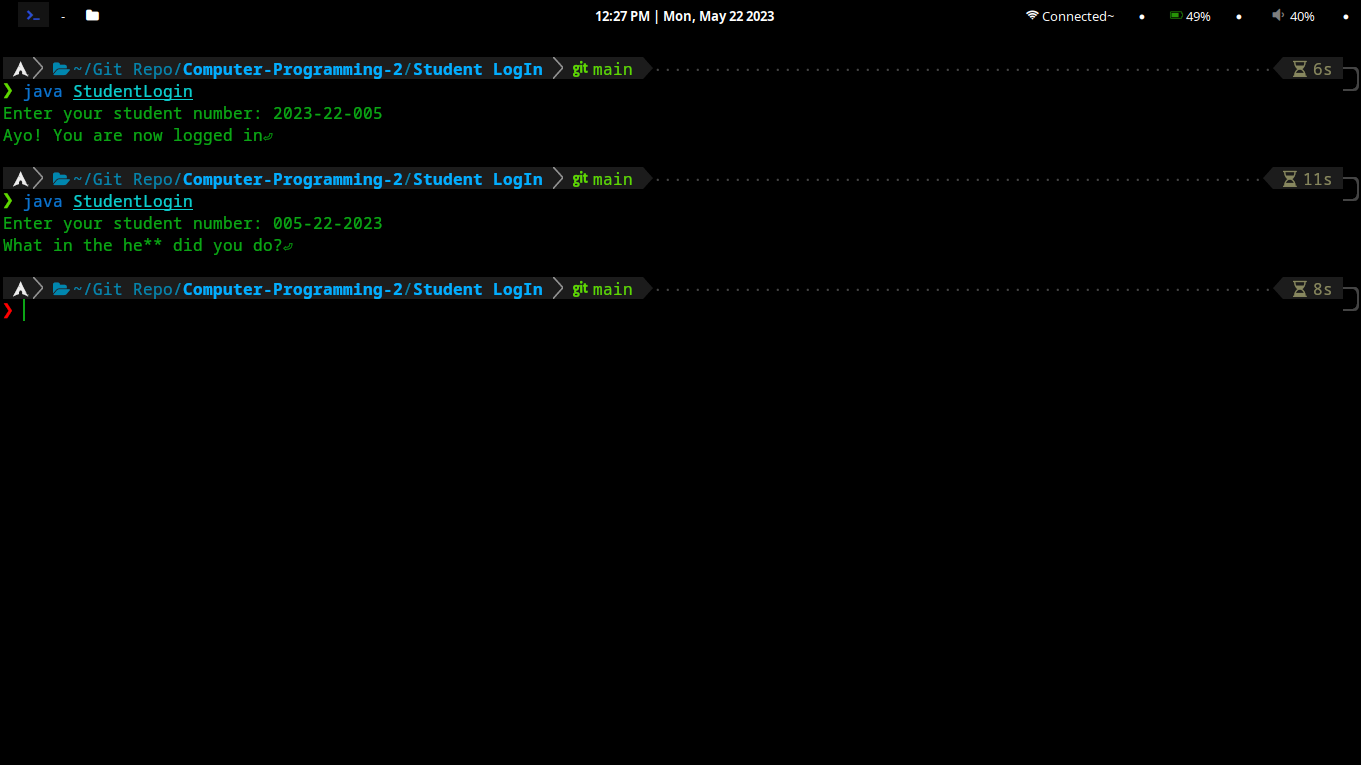 - 12:27 PM | Mon, May 22 2023 Connected~ • 49% • 40% •
~/Git Repo/Computer-Programming-2/Student LogIn git main 6s
❯ java StudentLogin
Enter your student number: 2023-22-005
Ayo! You are now logged in⏎
~/Git Repo/Computer-Programming-2/Student LogIn git main 11s
❯ java StudentLogin
Enter your student number: 005-22-2023
What in the he** did you do?⏎
~/Git Repo/Computer-Programming-2/Student LogIn git main 8s
❯